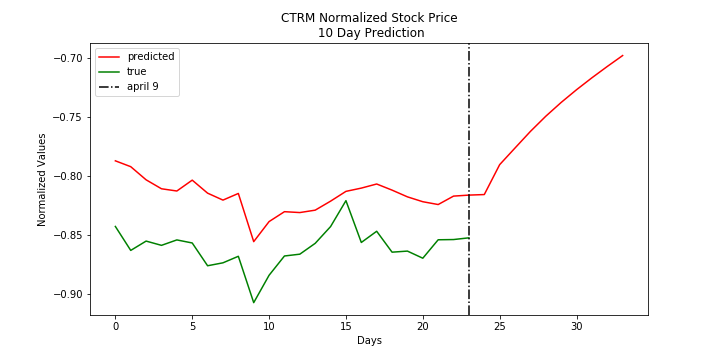 CTRM Normalized Stock Price
10 Day Prediction
predicted
true
april 9
Normalized Values
−0.70
−0.75
−0.80
−0.85
−0.90
0
5
10
15
20
25
30
Days